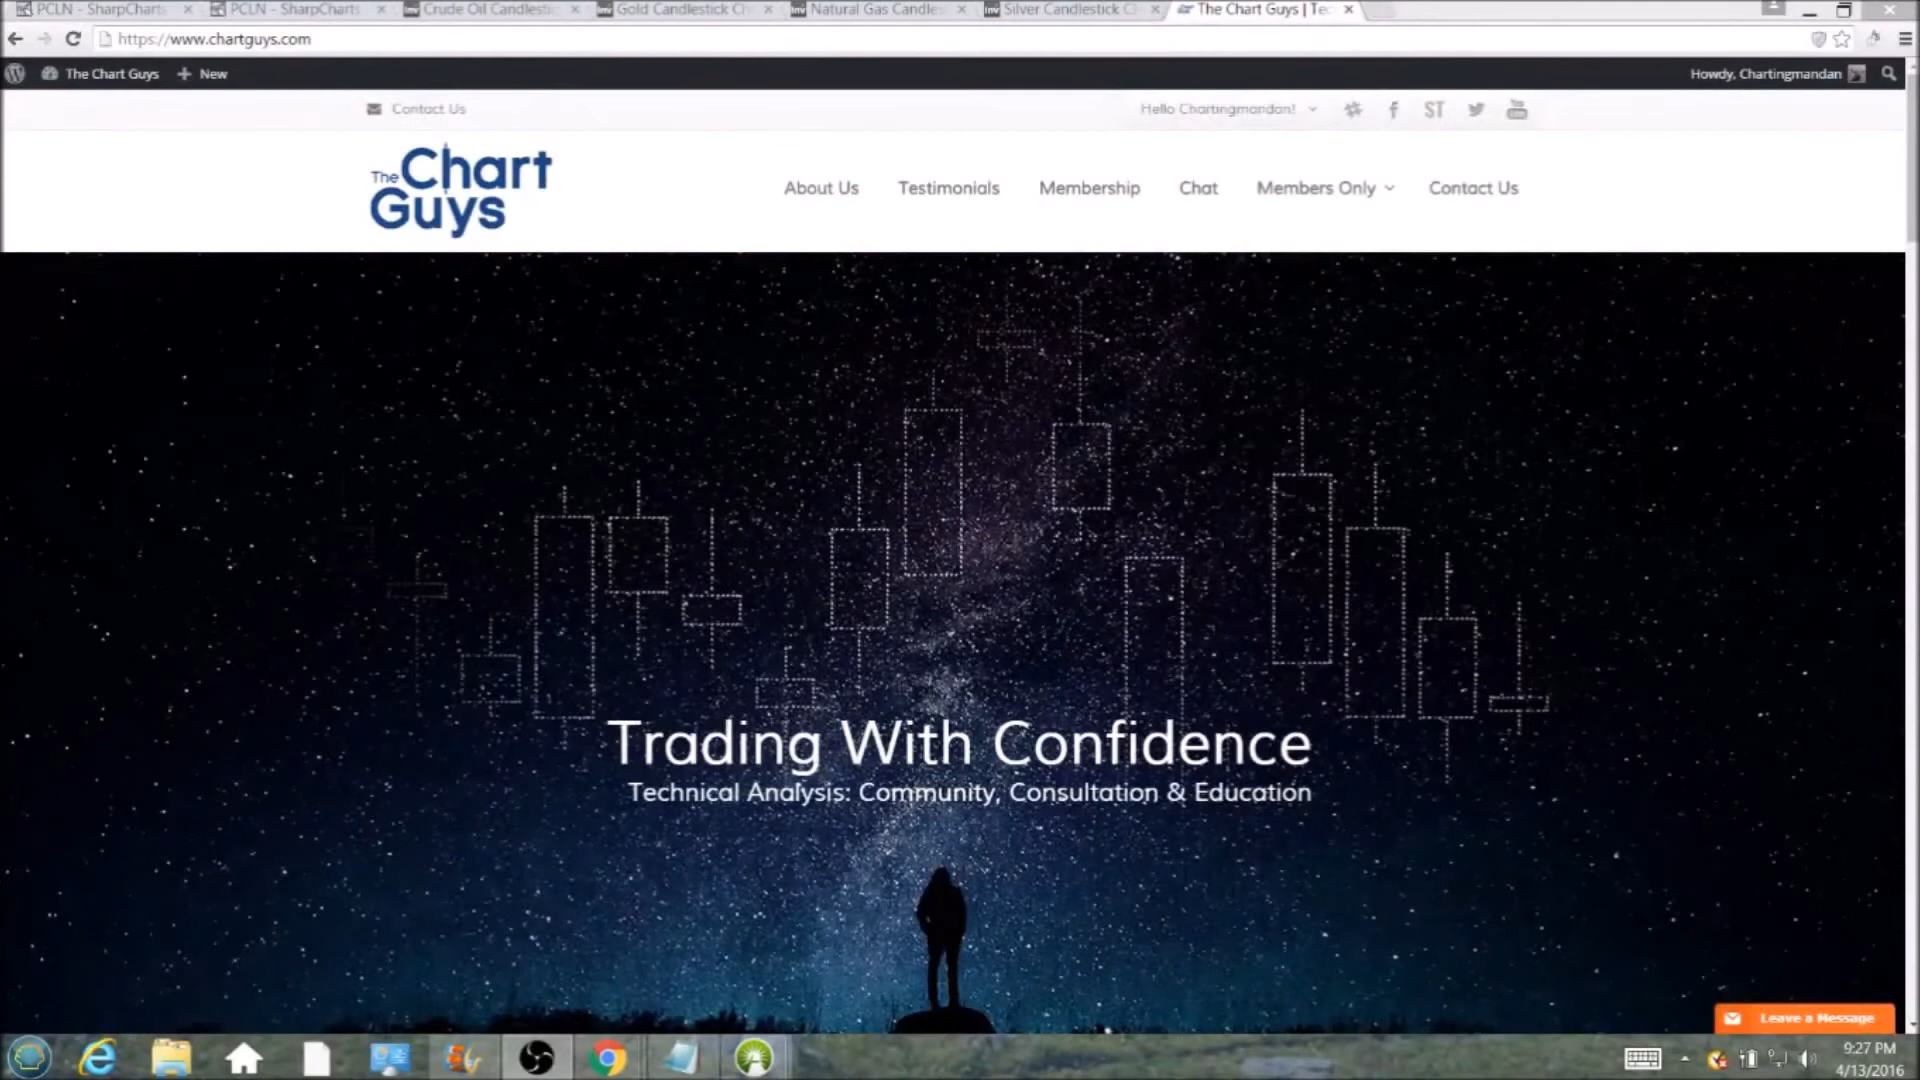 PCLN - SharpCharts
PCLN - SharpCharts
Crude Oil Candlestic
Gold Candlestick Ch
Natural Gas Candles
Silver Candlestick C
The Chart Guys | Tec
https://www.chartguys.com
The Chart Guys
New
Howdy, Chartingmandan
Contact Us
Hello Chartingmandan!
ST
The Chart
Guys
About Us
Testimonials
Membership
Chat
Members Only
Contact Us
Trading With Confidence
Technical Analysis: Community, Consultation & Education
Leave a Message
9:27 PM
4/13/2016